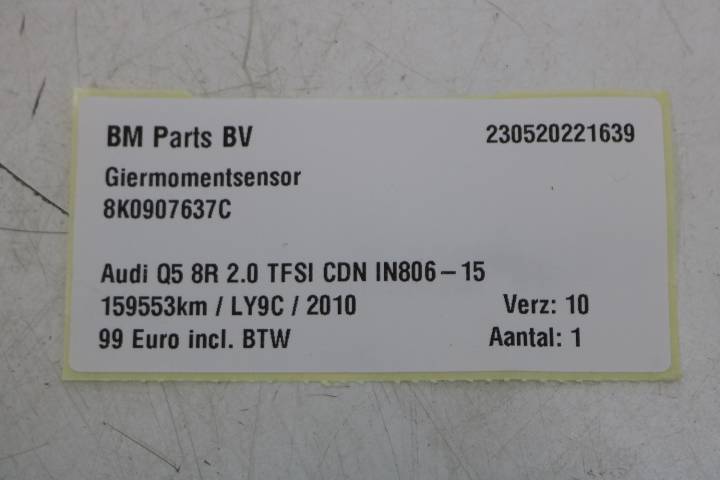 BM Parts BV 230520221639
Giermomentsensor
8K0907637C
Audi Q5 8R 2.0 TFSI CDN IN806-15
159553km / LY9C / 2010 Verz: 10
99 Euro incl. BTW Aantal: 1